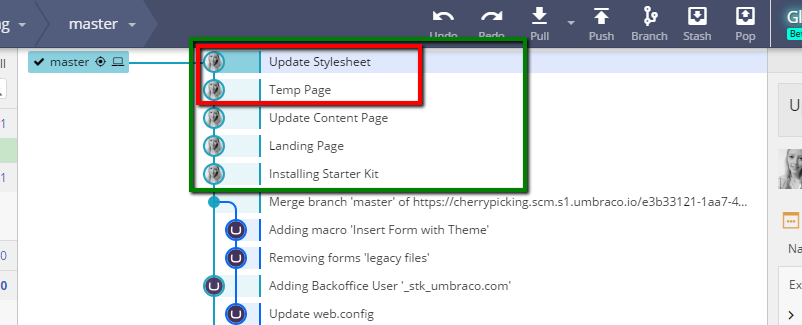 ng master Gl
Undo Redo Pull Push Branch Stash Pop Be
ll master Update Stylesheet
Temp Page U
1 Update Content Page
Landing Page
1 Installing Starter Kit
Merge branch 'master' of https://cherrypicking.scm.s1.umbraco.io/e3b33121-1aa7-4...
Adding macro 'Insert Form with Theme'
0 Removing forms 'legacy files' Na
0 Adding Backoffice User '_stk_umbraco.com' Ex
Update web.config